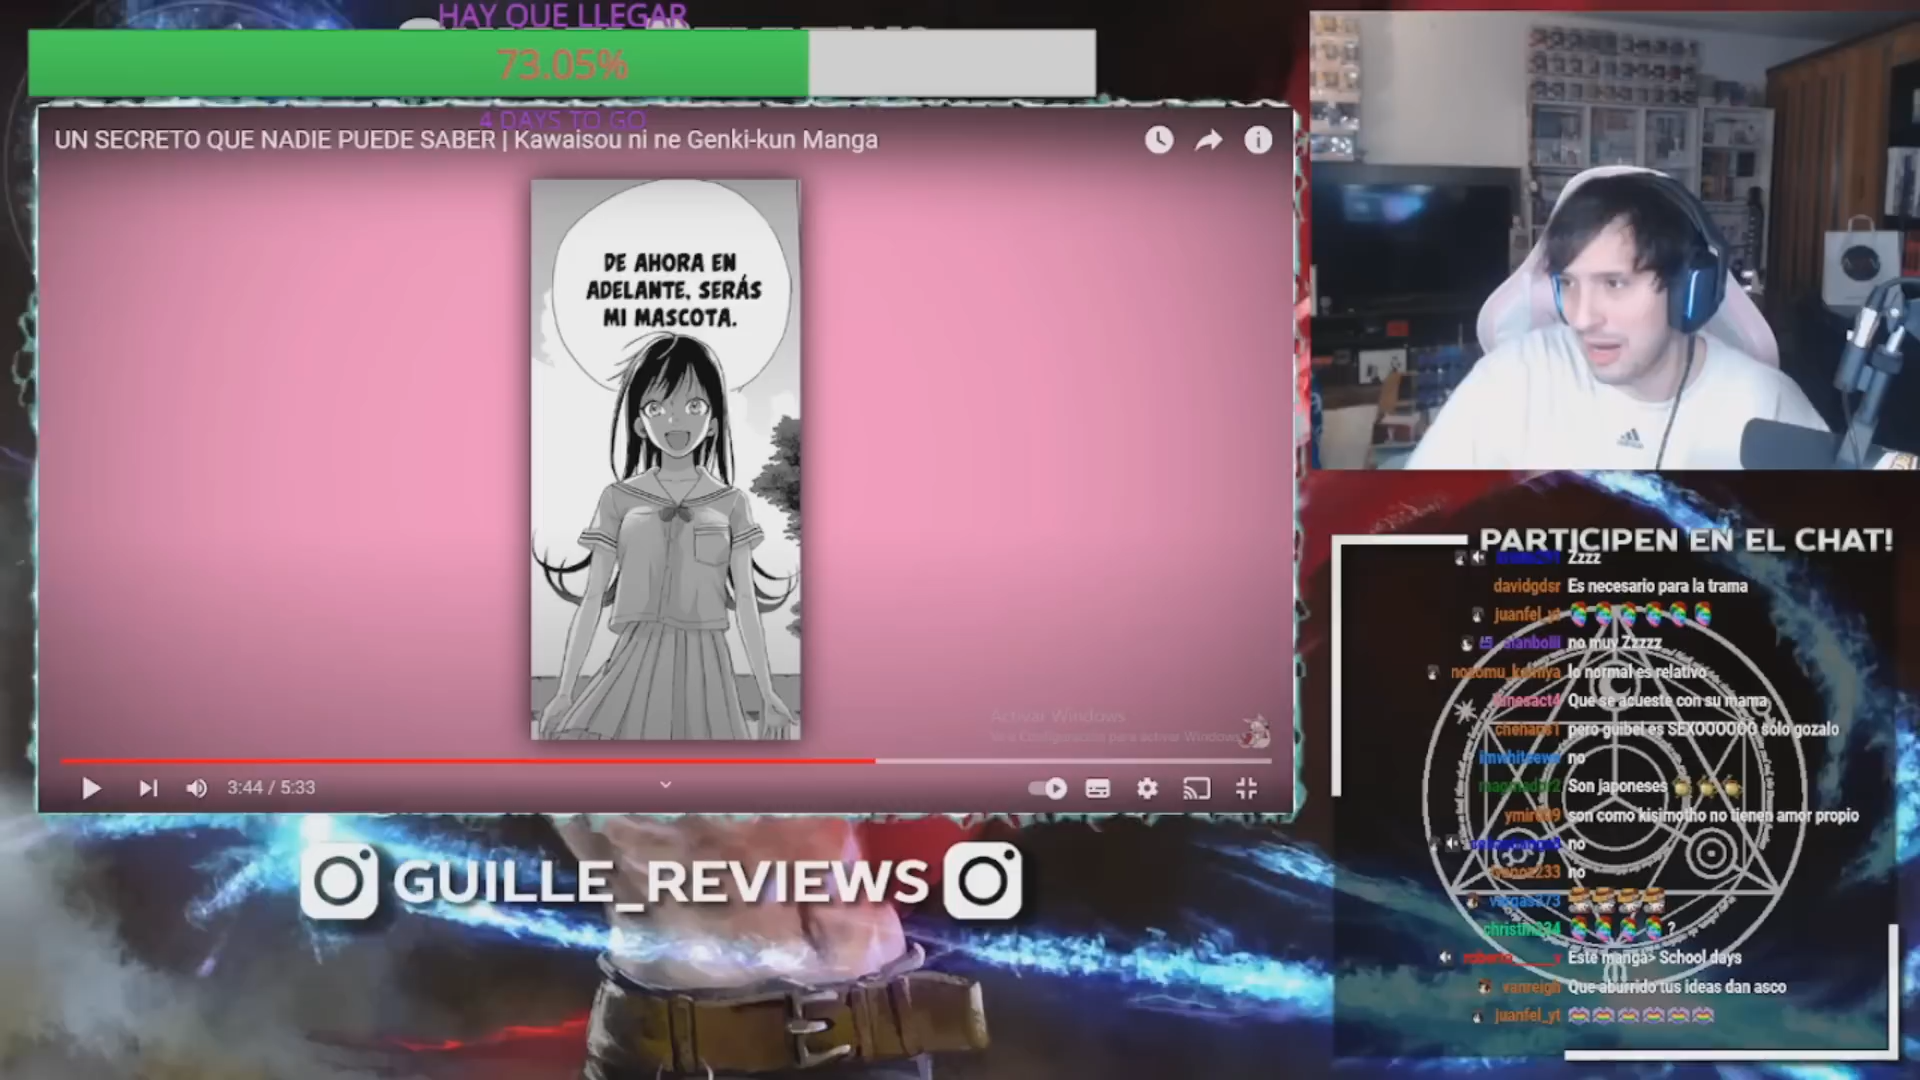 HAY QUE LLEGAR
73.05%
4 DAYS TO GO
UN SECRETO QUE NADIE PUEDE SABER | Kawaisou ni ne Genki-kun Manga
DE AHORA EN
ADELANTE, SERÁS
MI MASCOTA.
Activar Windows
3:44 / 5:33
GUILLE_REVIEWS
PARTICIPEN EN EL CHAT!
Zzzz
davidgdsr Es necesario para la trama
juanfel_yt
no muy Zzzzz
lo normal es relativo
Que se acueste con su mama
pero guibel es SEXOOOOOO solo gozalo
no
Son japoneses
son como kisimotho no tienen amor propio
no
no
?
Este manga> School days
vanreigh Que aburrido tus ideas dan asco
juanfel_yt